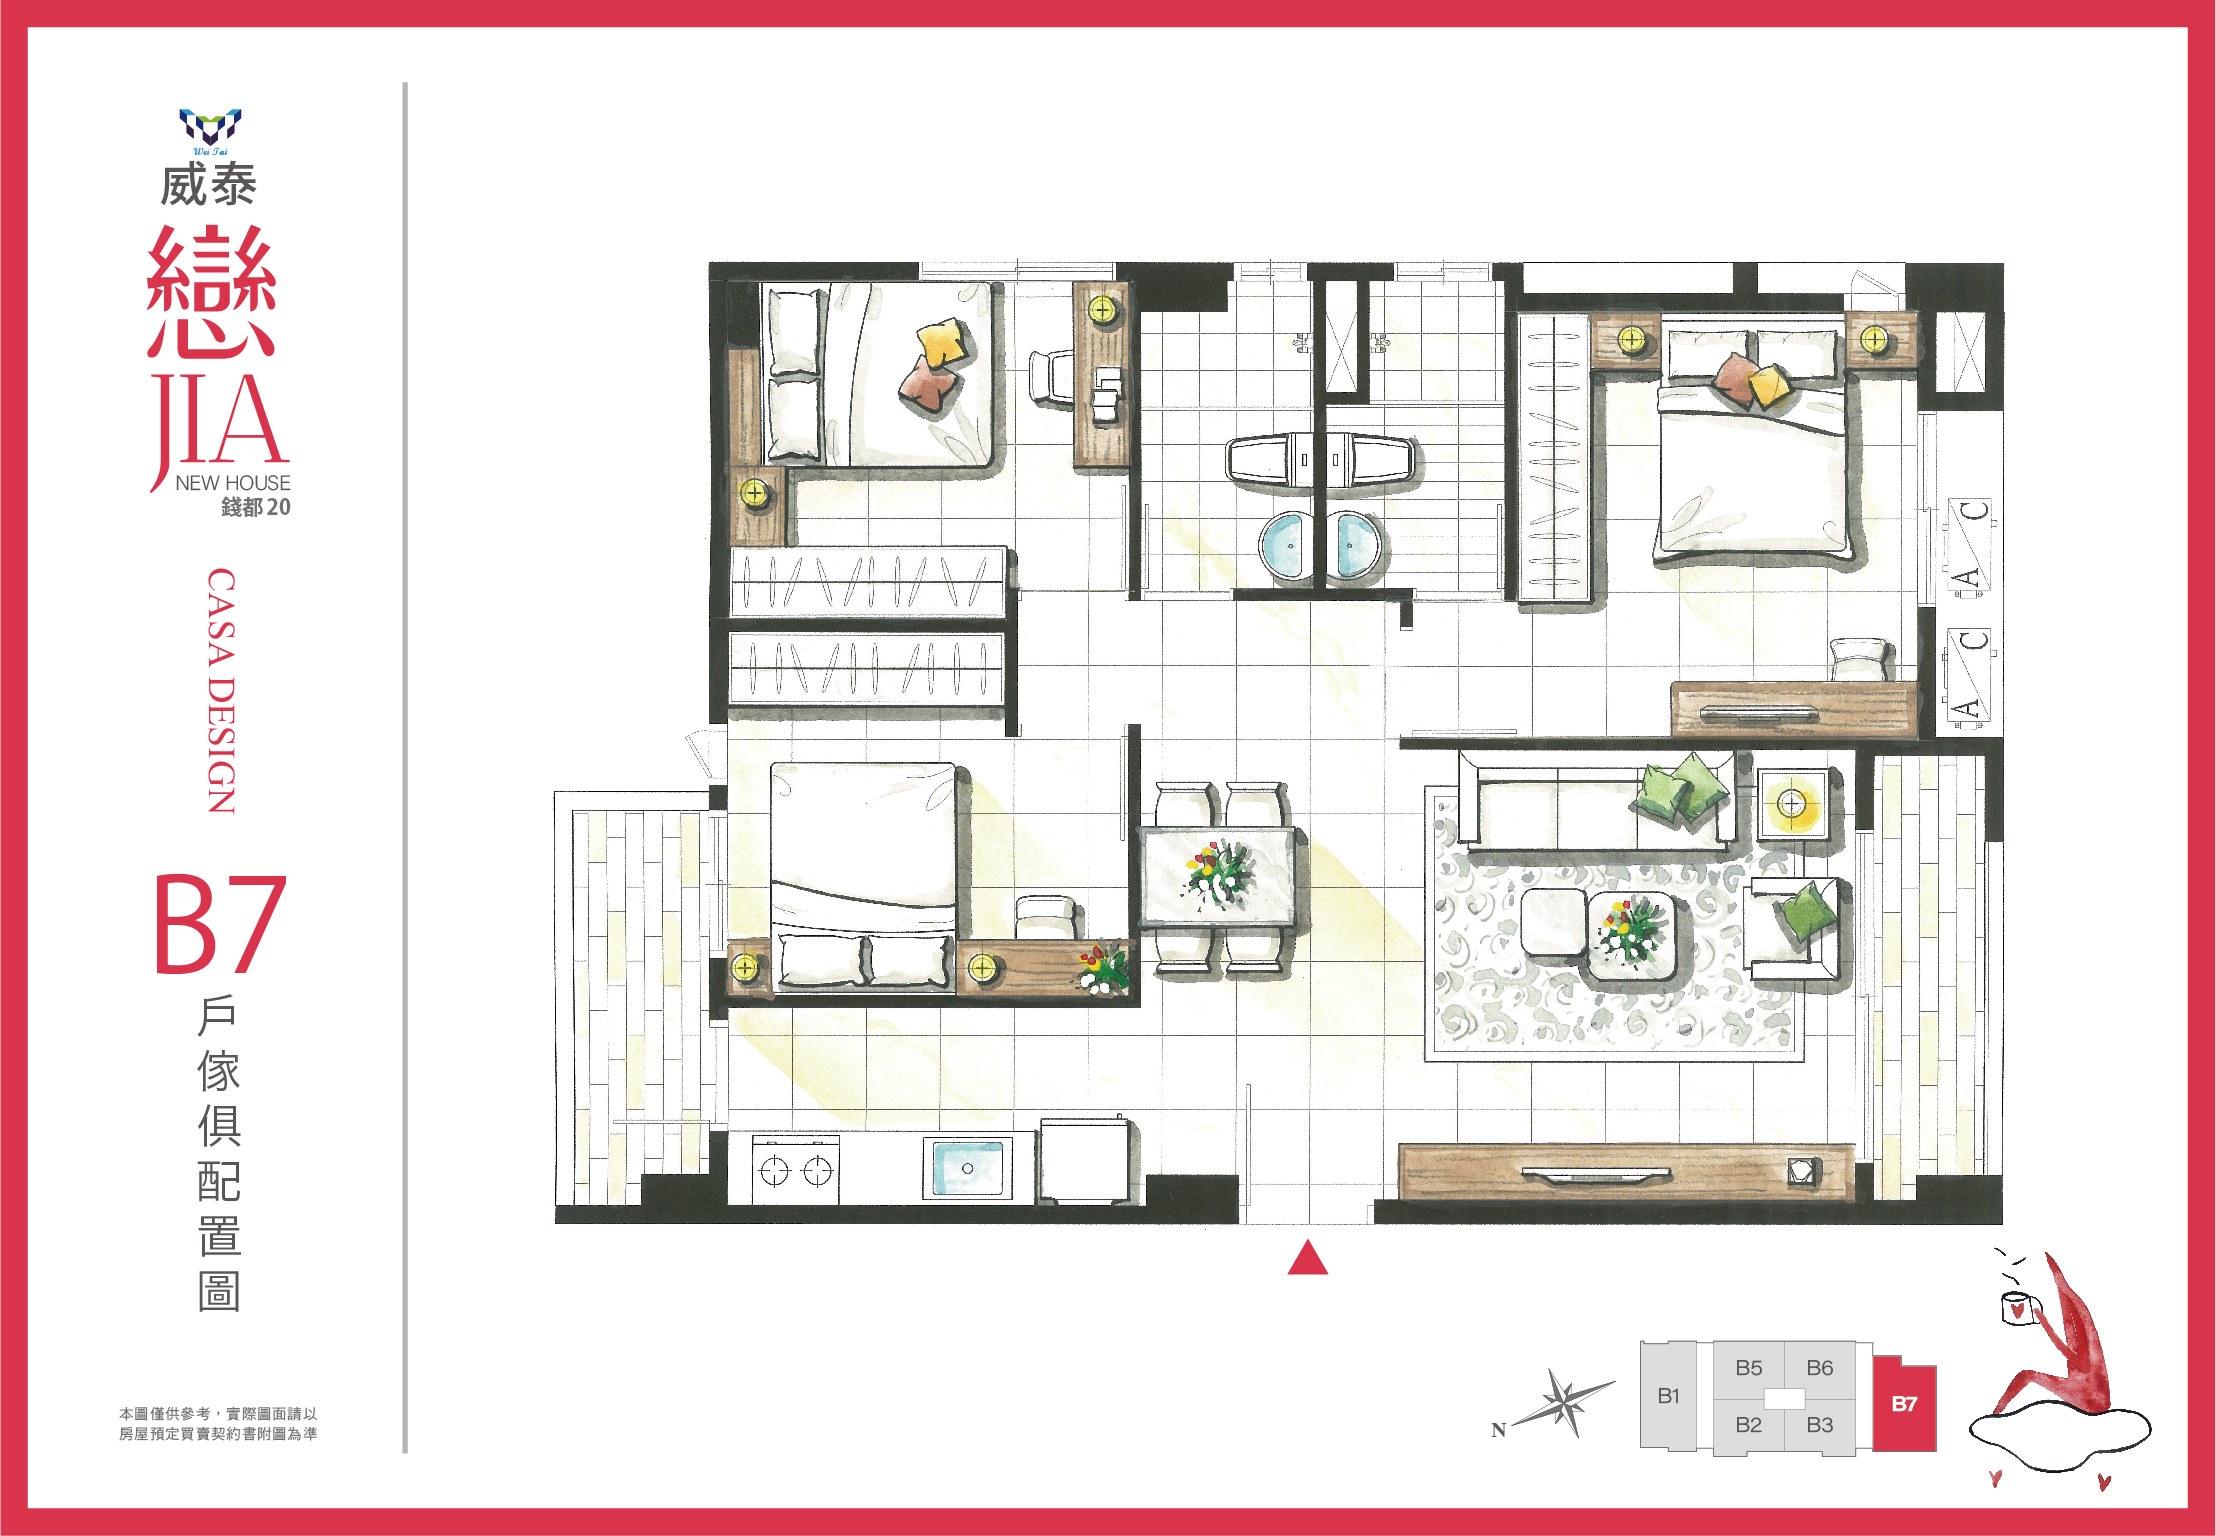 Wei Tai
威泰
戀
JIA
NEW HOUSE
錢都20
CASA DESIGN
B7
戶傢俱配置圖
本圖僅供參考，實際圖面請以
房屋預定買賣契約書附圖為準
AC
AC
N
B1
B5
B6
B2
B3
B7